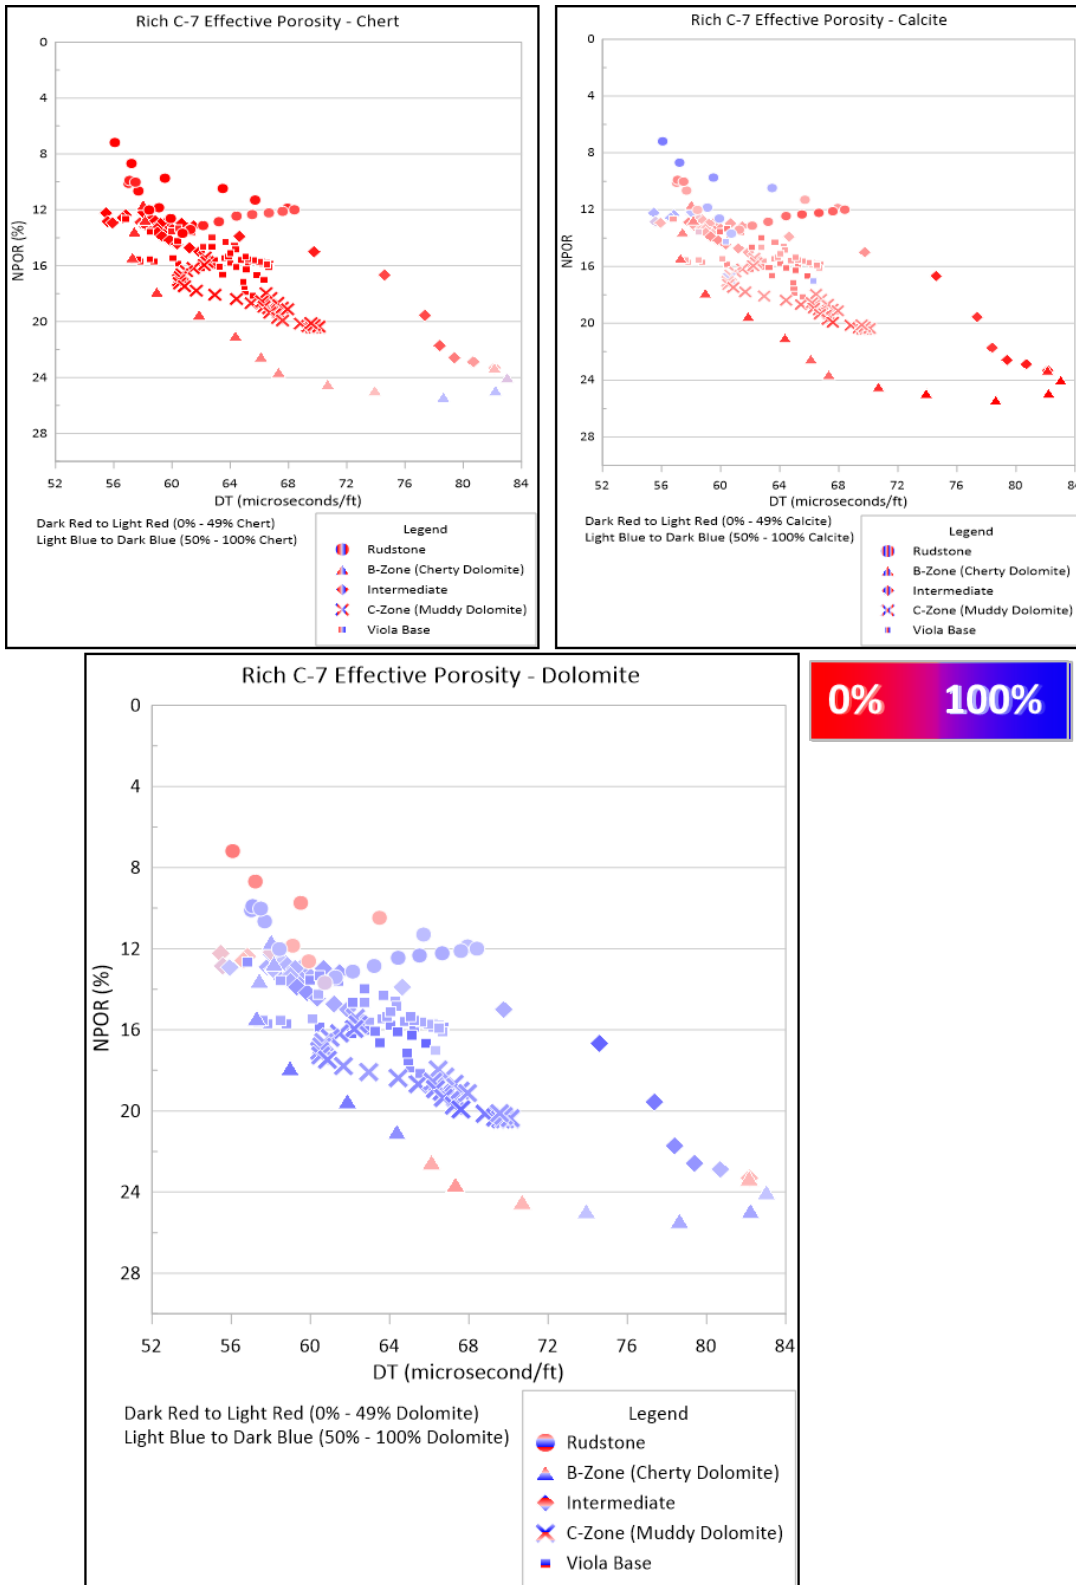 Rich C-7 Effective Porosity - Chert
0
4
8
12
16
20
24
28
NPOR (%)
52 56 60 64 68 72 76 80 84
DT (microseconds/ft)
Dark Red to Light Red (0% - 49% Chert)
Light Blue to Dark Blue (50% - 100% Chert)
Legend
Rudstone
B-Zone (Cherty Dolomite)
Intermediate
C-Zone (Muddy Dolomite)
Viola Base
Rich C-7 Effective Porosity - Calcite
0
4
8
12
16
20
24
28
NPOR (%)
52 56 60 64 68 72 76 80 84
DT (microseconds/ft)
Dark Red to Light Red (0% - 49% Calcite)
Light Blue to Dark Blue (50% - 100% Calcite)
Legend
Rudstone
B-Zone (Cherty Dolomite)
Intermediate
C-Zone (Muddy Dolomite)
Viola Base
Rich C-7 Effective Porosity - Dolomite
0
4
8
12
16
20
24
28
NPOR (%)
52 56 60 64 68 72 76 80 84
DT (microsecond/ft)
Dark Red to Light Red (0% - 49% Dolomite)
Light Blue to Dark Blue (50% - 100% Dolomite)
Legend
Rudstone
B-Zone (Cherty Dolomite)
Intermediate
C-Zone (Muddy Dolomite)
Viola Base
0% 100%